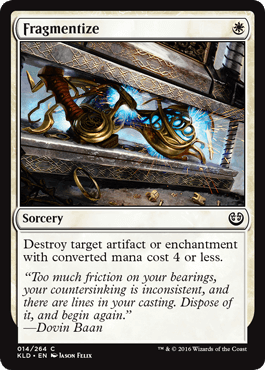 Fragmentize
Sorcery
Destroy target artifact or enchantment
with converted mana cost 4 or less.
“Too much friction on your bearings,
your countersinking is inconsistent, and
there are lines in your casting. Dispose of
it, and begin again.”
—Dovin Baan
014/264 C
KLD • EN Jason Felix
™ & © 2016 Wizards of the Coast